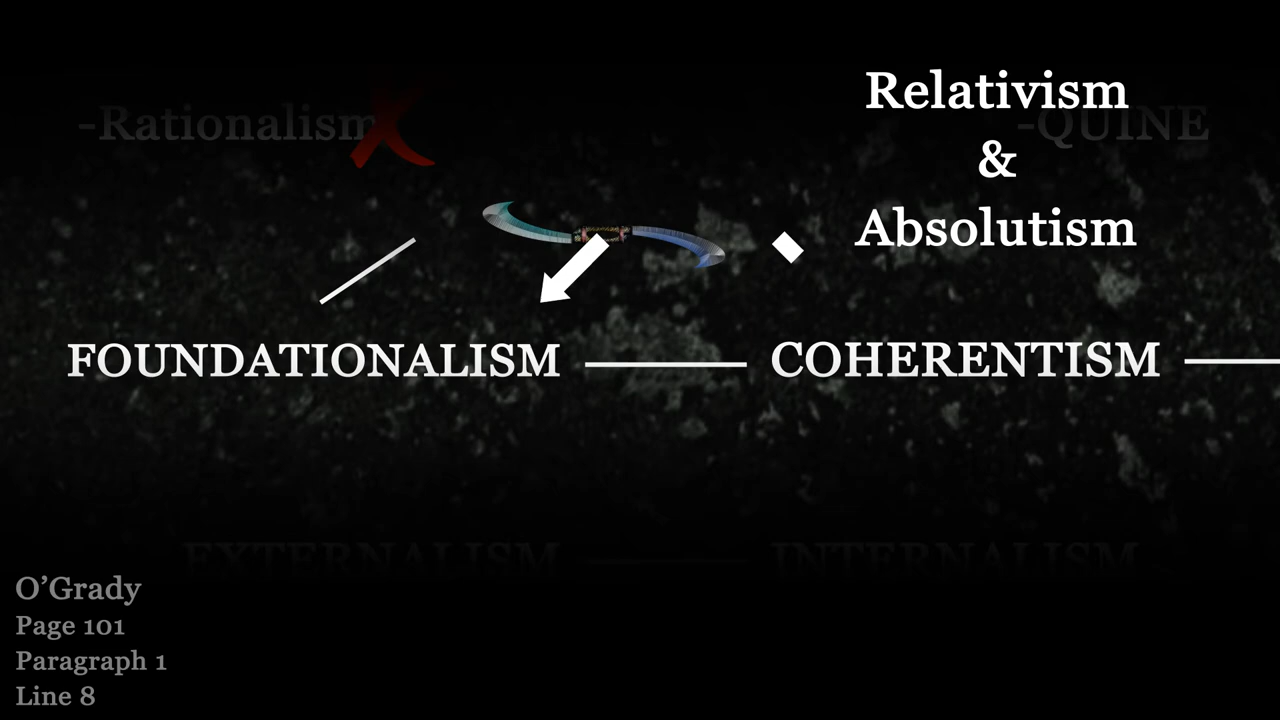 Relativism
-Rationalism
-QUINE
&
Absolutism
FOUNDATIONALISM
COHERENTISM
EXTERNALISM
INTERNALISM
O’Grady
Page 101
Paragraph 1
Line 8